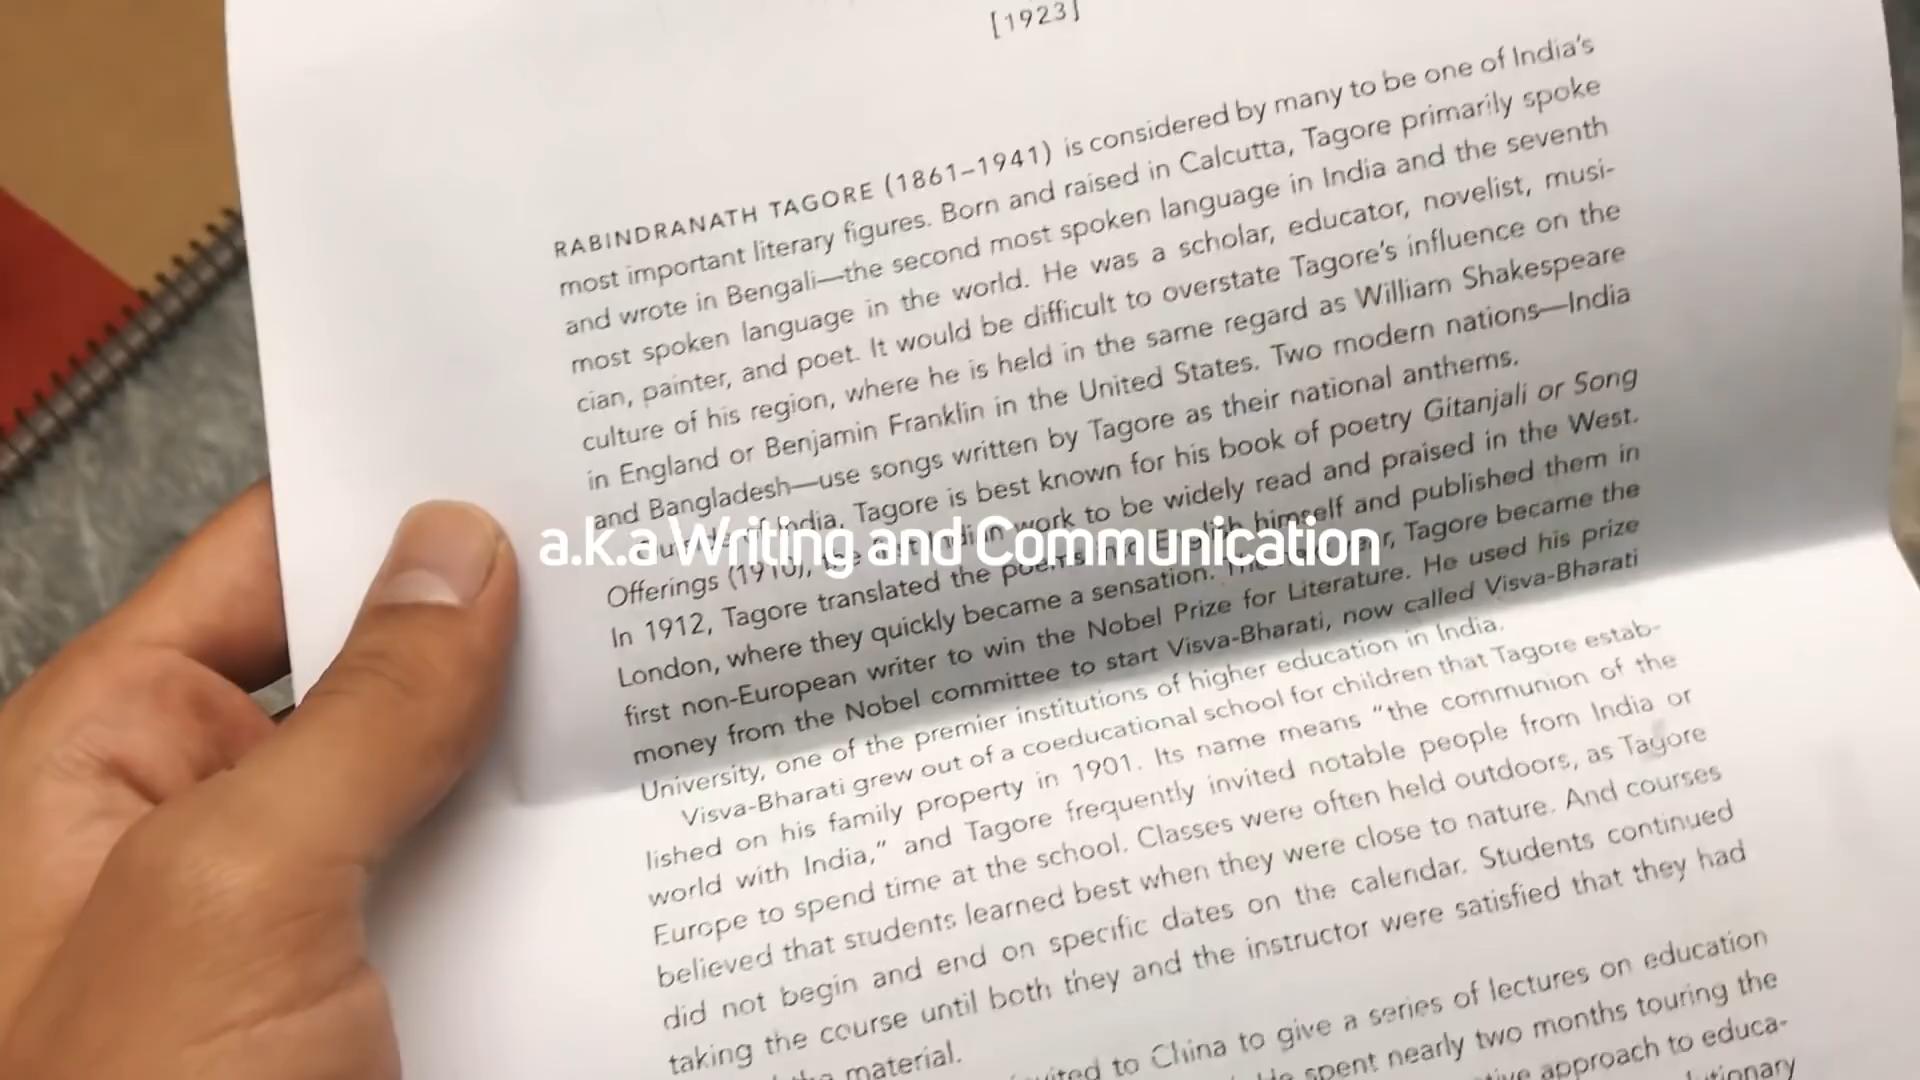 [1923]
RABINDRANATH TAGORE (1861–1941) is considered by many to be one of India's
most important literary figures. Born and raised in Calcutta, Tagore primarily spoke
and wrote in Bengali—the second most spoken language in India and the seventh
most spoken language in the world. He was a scholar, educator, novelist, musi-
cian, painter, and poet. It would be difficult to overstate Tagore's influence on the
culture of his region, where he is held in the same regard as William Shakespeare
in England or Benjamin Franklin in the United States. Two modern nations—India
and Bangladesh—use songs written by Tagore as their national anthems.
of India, Tagore is best known for his book of poetry Gitanjali or Song
Offerings (1910), the first Indian work to be widely read and praised in the West.
In 1912, Tagore translated the poems into English himself and published them in
London, where they quickly became a sensation. Tagore became the
first non-European writer to win the Nobel Prize for Literature. He used his prize
money from the Nobel committee to start Visva-Bharati, now called Visva-Bharati
University, one of the premier institutions of higher education in India.
Visva-Bharati grew out of a coeducational school for children that Tagore estab-
lished on his family property in 1901. Its name means "the communion of the
world with India," and Tagore frequently invited notable people from India or
Europe to spend time at the school. Classes were often held outdoors, as Tagore
believed that students learned best when they were close to nature. And courses
did not begin and end on specific dates on the calendar. Students continued
taking the course until both they and the instructor were satisfied that they had
the material.
to China to give a series of lectures on education
spent nearly two months touring the
approach to educa-
a.k.a Writing and Communication